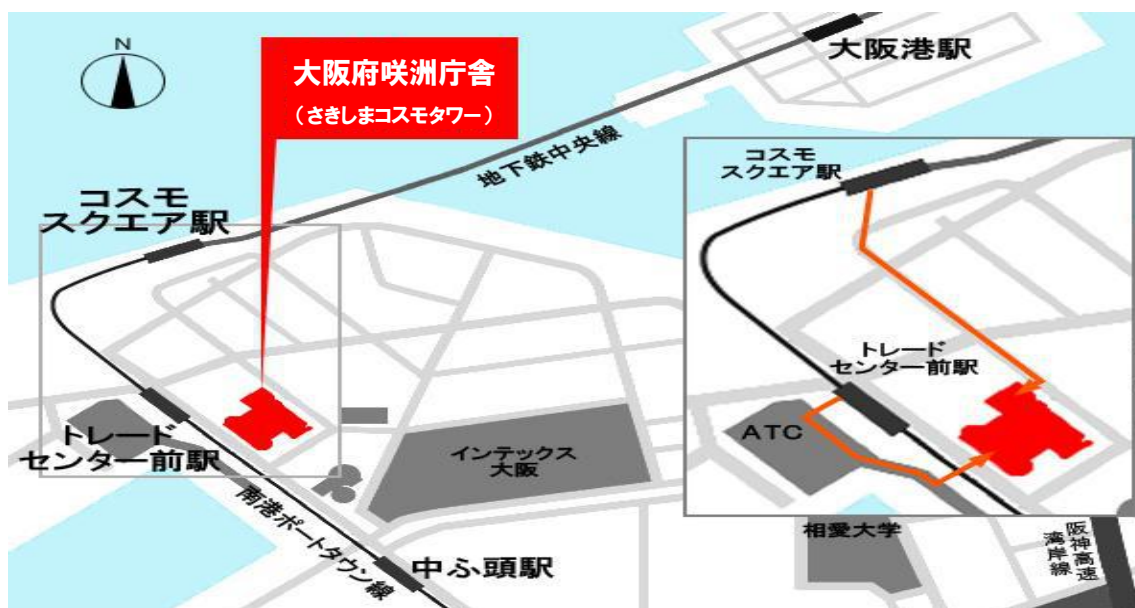 N
大阪府咲洲庁舎
（さきしまコスモタワー）
大阪港駅
地下鉄中央線
コスモ
スクエア駅
コスモ
スクエア駅
トレード
センター前駅
ATC
トレード
センター前駅
インテックス
大阪
南港ポートタウン線
中ふ頭駅
相愛大学
阪神高速
湾岸線